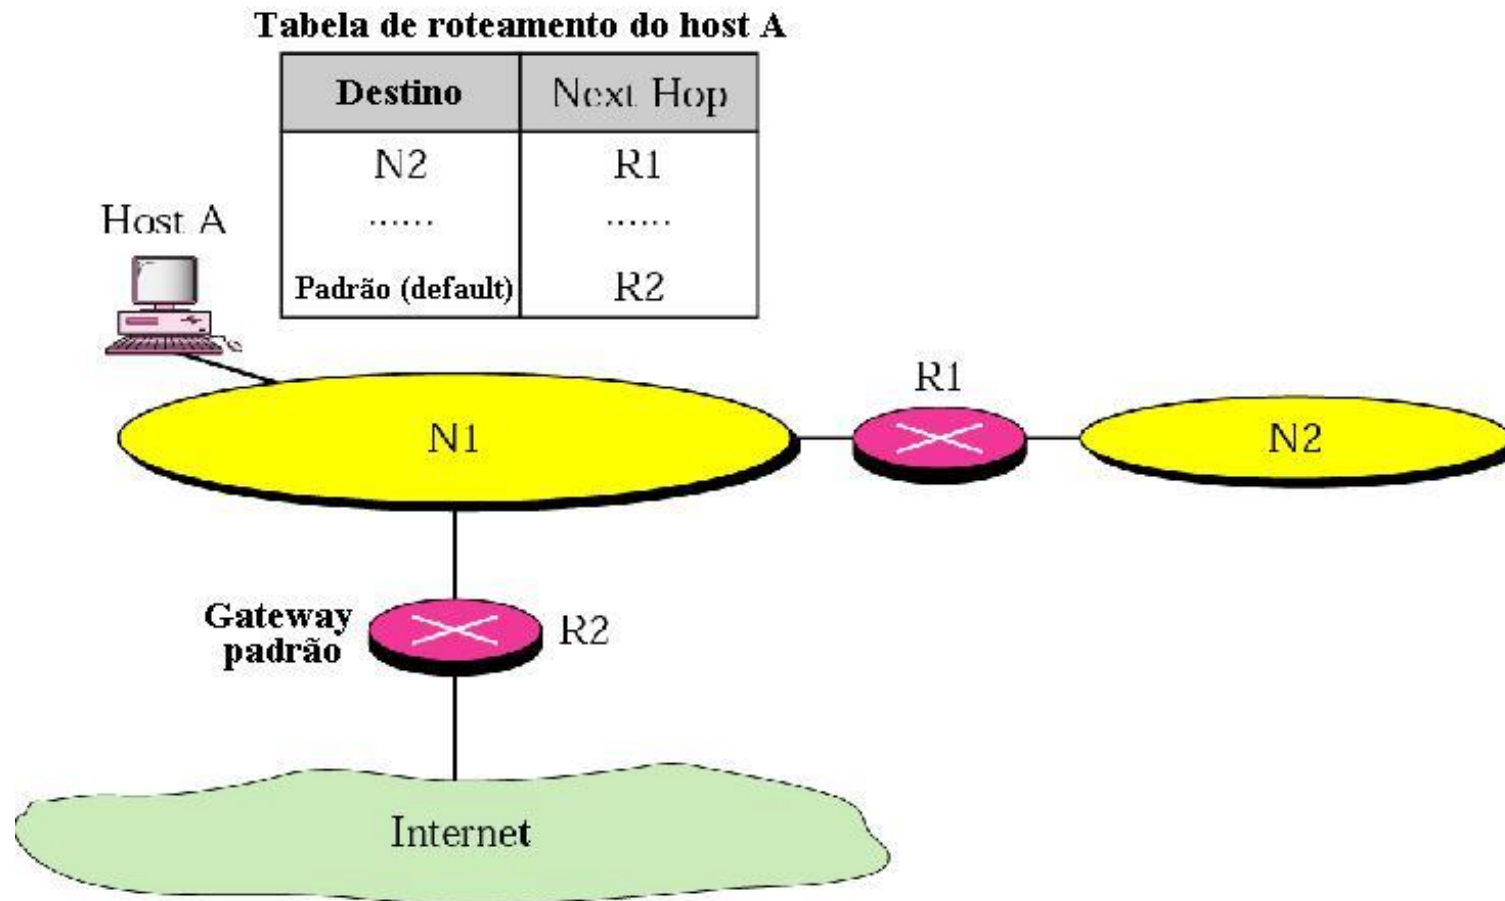 Tabela de roteamento do host A
Destino Next Hop
N2 R1
...... ......
Padrão (default) R2
Host A
R1
N1
N2
Gateway
padrão
R2
Internet